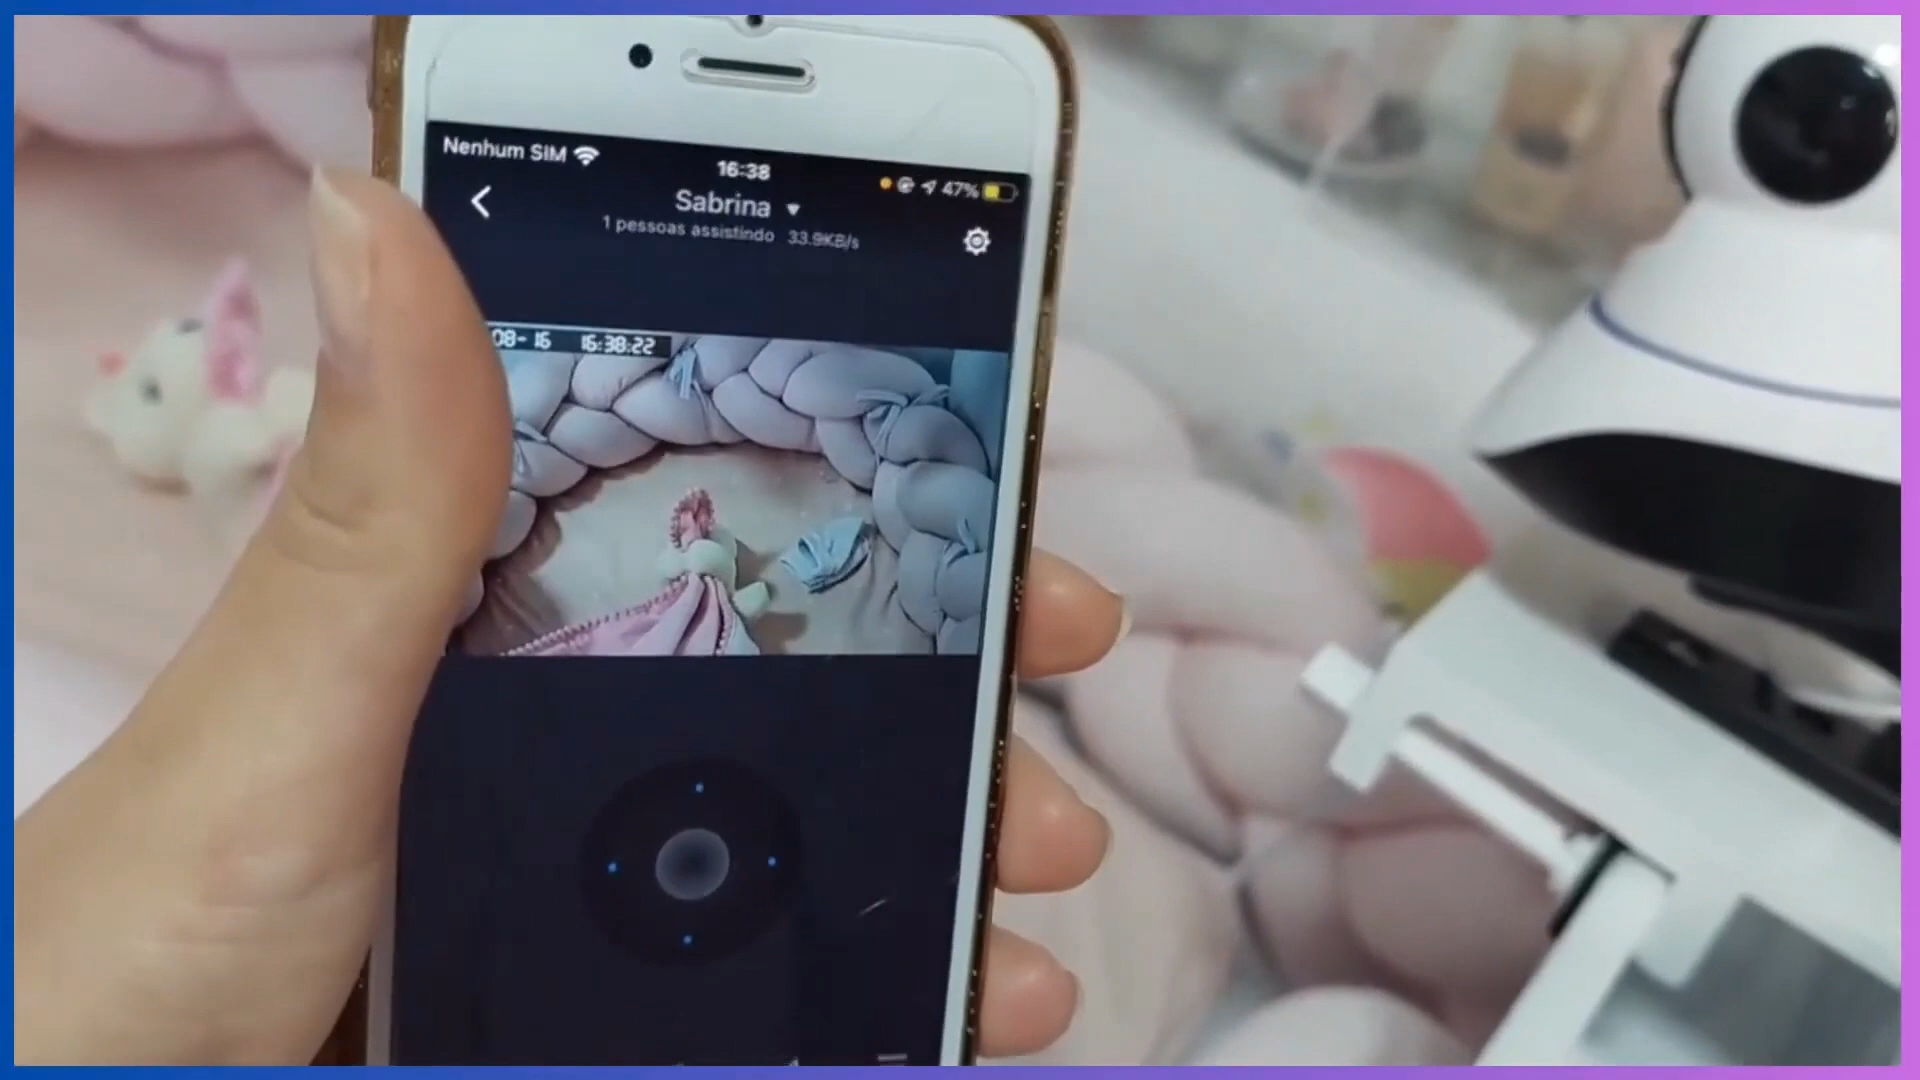 Nenhum SIM 16:38 47%
Sabrina
1 pessoas assistindo 33.9KB/s
08-16 16:38:22